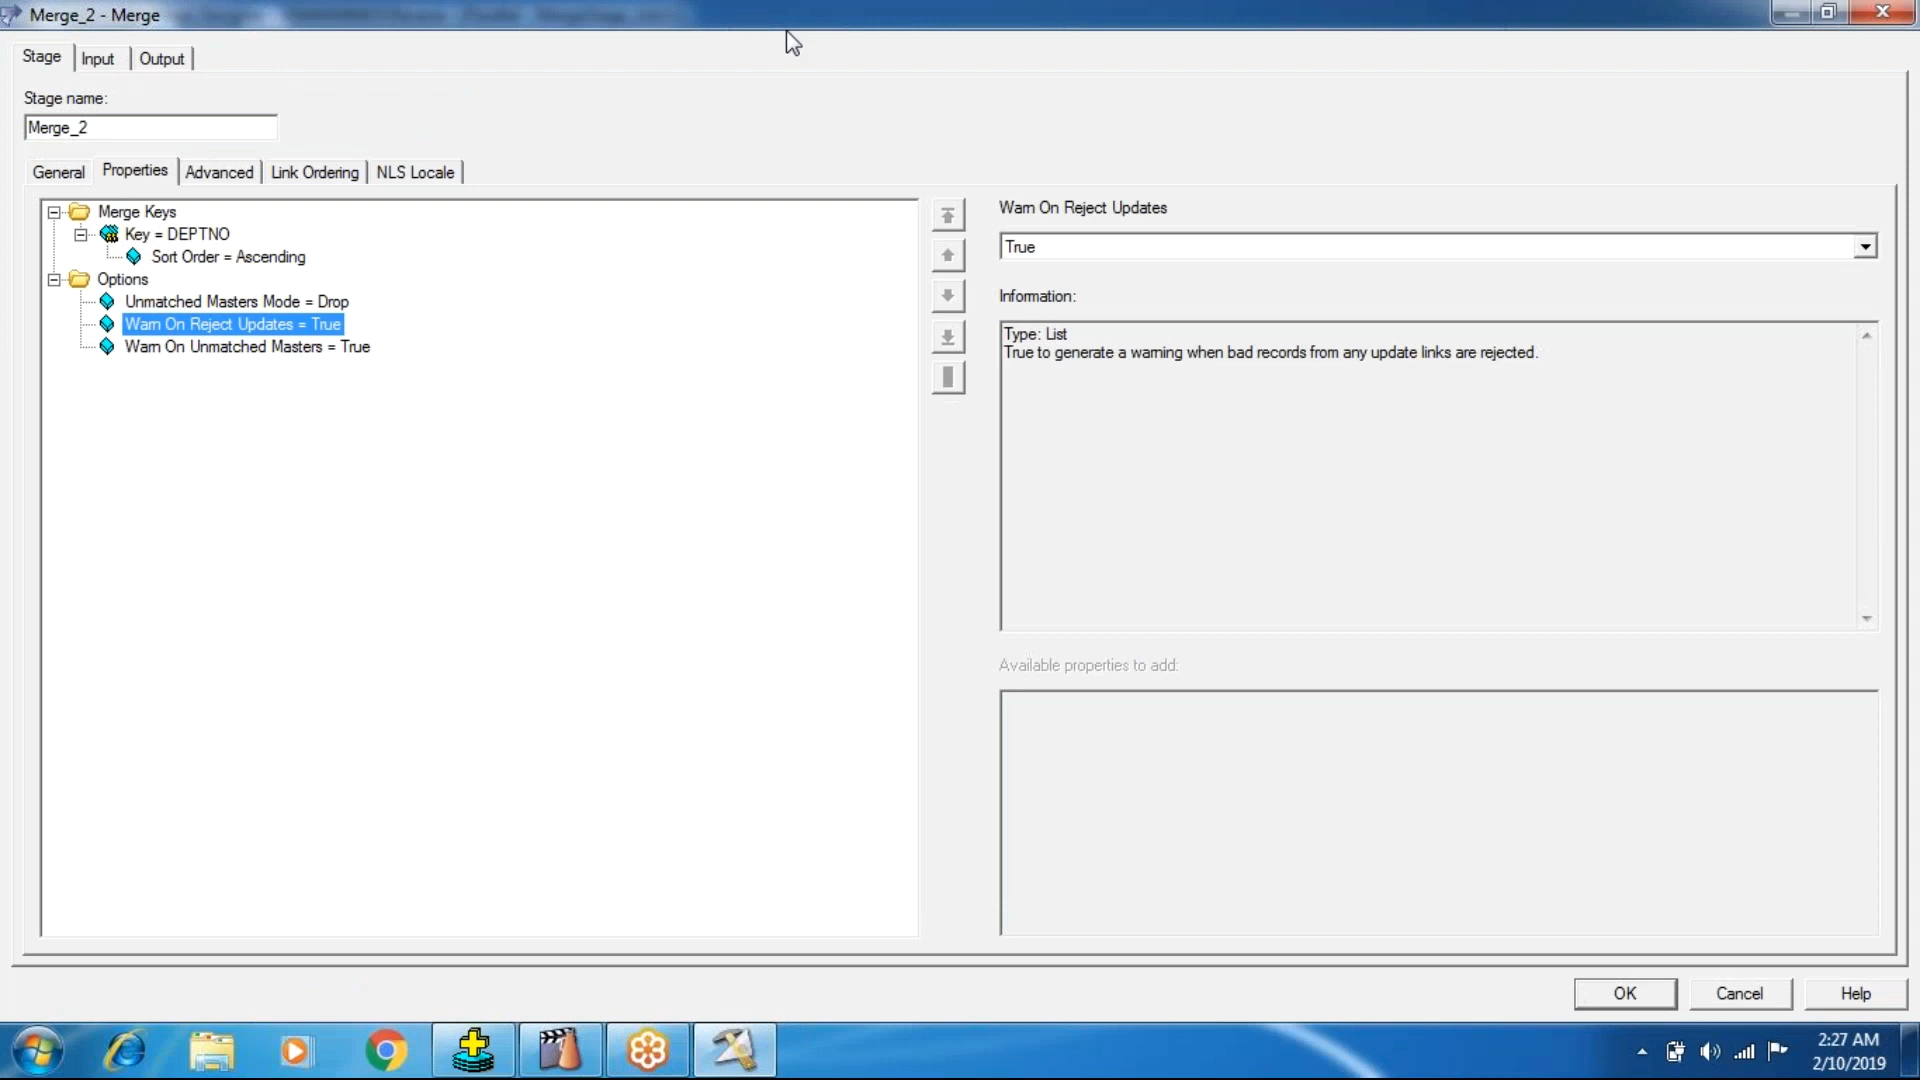 Merge_2 - Merge
Stage
Input
Output
Stage name:
Merge_2
General
Properties
Advanced
Link Ordering
NLS Locale
Merge Keys
Key = DEPTNO
Sort Order = Ascending
Options
Unmatched Masters Mode = Drop
Warn On Reject Updates = True
Warn On Unmatched Masters = True
Warn On Reject Updates
True
Information:
Type: List
True to generate a warning when bad records from any update links are rejected.
Available properties to add:
OK
Cancel
Help
2:27 AM
2/10/2019